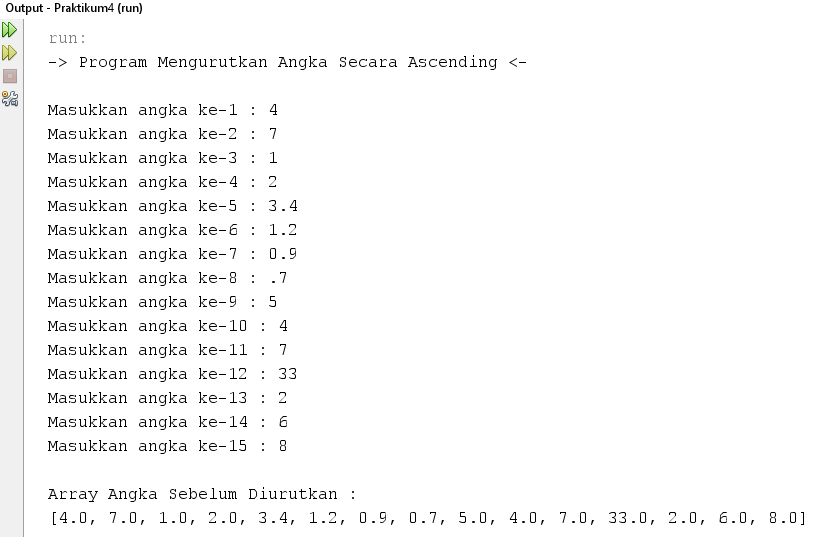 Output - Praktikum4 (run)
run:
-> Program Mengurutkan Angka Secara Ascending <-
Masukkan angka ke-1 : 4
Masukkan angka ke-2 : 7
Masukkan angka ke-3 : 1
Masukkan angka ke-4 : 2
Masukkan angka ke-5 : 3.4
Masukkan angka ke-6 : 1.2
Masukkan angka ke-7 : 0.9
Masukkan angka ke-8 : .7
Masukkan angka ke-9 : 5
Masukkan angka ke-10 : 4
Masukkan angka ke-11 : 7
Masukkan angka ke-12 : 33
Masukkan angka ke-13 : 2
Masukkan angka ke-14 : 6
Masukkan angka ke-15 : 8
Array Angka Sebelum Diurutkan :
[4.0, 7.0, 1.0, 2.0, 3.4, 1.2, 0.9, 0.7, 5.0, 4.0, 7.0, 33.0, 2.0, 6.0, 8.0]